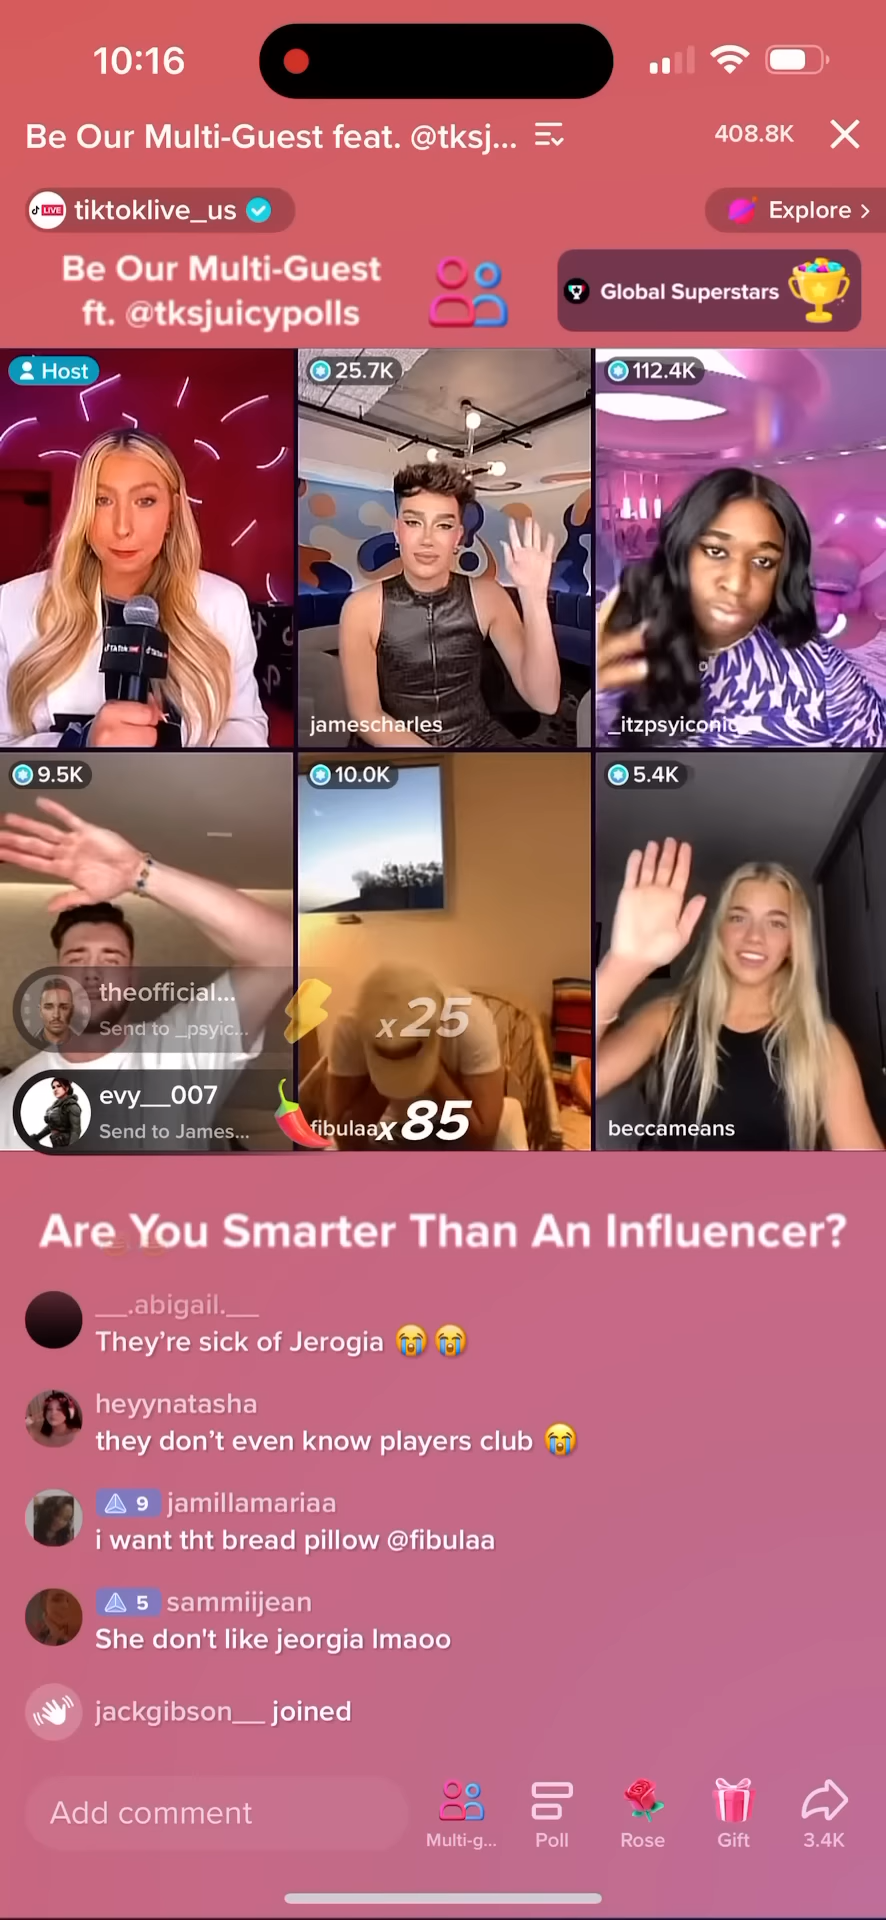 10:16
Be Our Multi-Guest feat. @tksj...
408.8K
LIVE
tiktoklive_us
Explore >
Be Our Multi-Guest
ft. @tksjuicypolls
Global Superstars
Host
25.7K
112.4K
TikTok
jamescharles
_itzpsyiconic
9.5K
10.0K
5.4K
theofficial...
Send to _psyic...
x25
evy__007
Send to James...
fibulaa
x85
beccameans
Are You Smarter Than An Influencer?
__.abigail.__
They’re sick of Jerogia 😭😭
heyynatasha
they don’t even know players club 😭
9 jamillamariaa
i want tht bread pillow @fibulaa
5 sammiijean
She don't like jeorgia lmaoo
jackgibson__ joined
Add comment
Multi-g...
Poll
Rose
Gift
3.4K